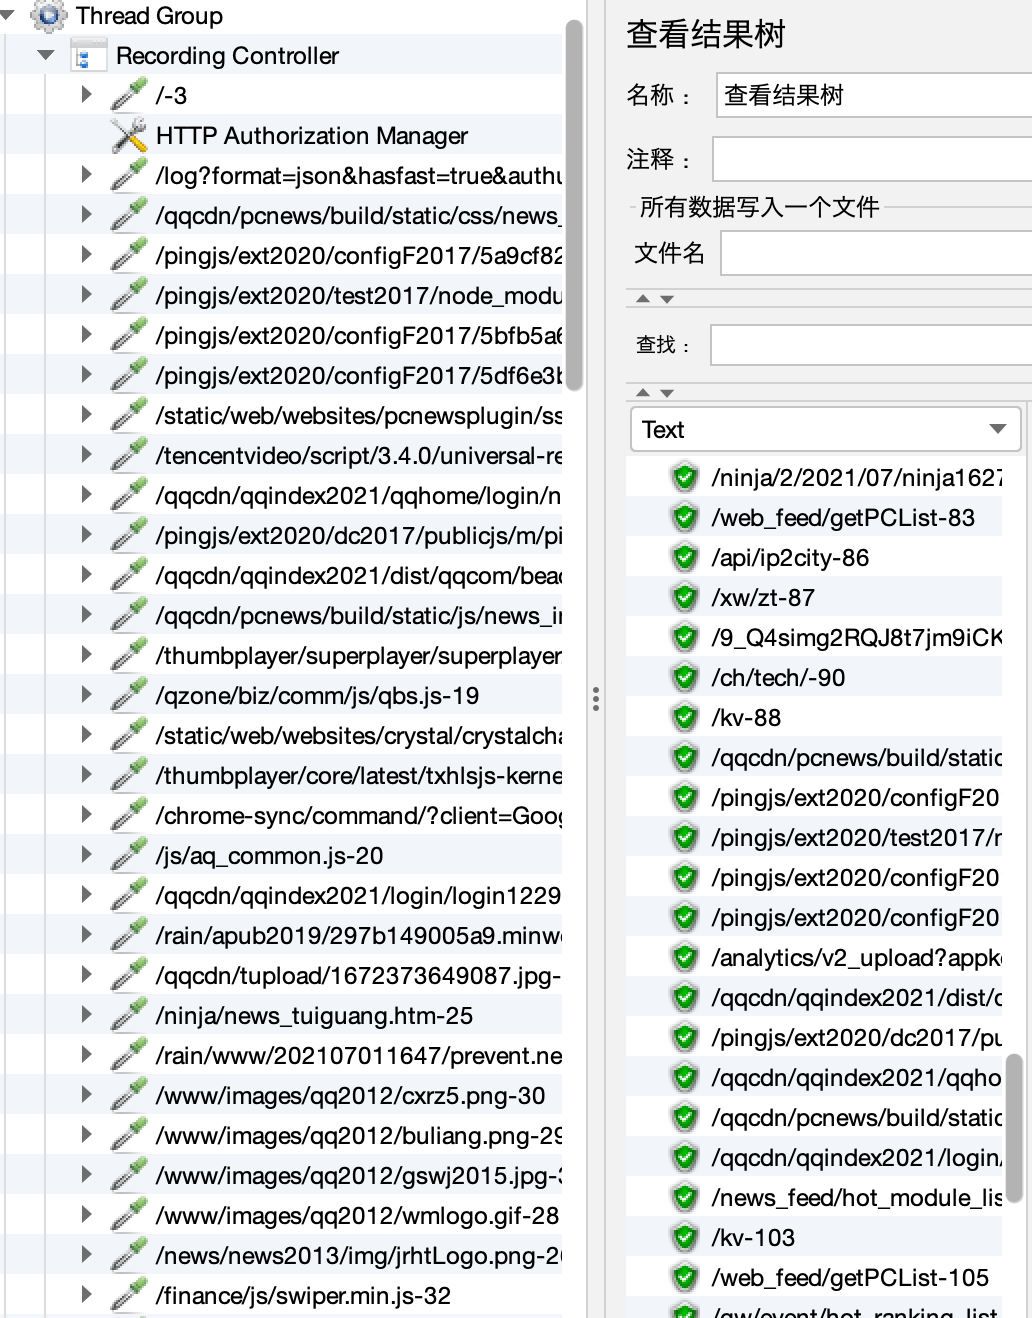 Thread Group
Recording Controller
/-3
HTTP Authorization Manager
/log?format=json&hasfast=true&authu
/qqcdn/pcnews/build/static/css/news_
/pingjs/ext2020/configF2017/5a9cf82
/pingjs/ext2020/test2017/node_modu
/pingjs/ext2020/configF2017/5bfb5a6
/pingjs/ext2020/configF2017/5df6e3b
/static/web/websites/pcnewsplugin/ss
/tencentvideo/script/3.4.0/universal-re
/qqcdn/qqindex2021/qqhome/login/n
/pingjs/ext2020/dc2017/publicjs/m/pi
/qqcdn/qqindex2021/dist/qqcom/beac
/qqcdn/pcnews/build/static/js/news_in
/thumbplayer/superplayer/superplayer.
/qzone/biz/comm/js/qbs.js-19
/static/web/websites/crystal/crystalcha
/thumbplayer/core/latest/txhlsjs-kerne
/chrome-sync/command/?client=Goog
/js/aq_common.js-20
/qqcdn/qqindex2021/login/login1229
/rain/apub2019/297b149005a9.minw
/qqcdn/tupload/1672373649087.jpg-
/ninja/news_tuiguang.htm-25
/rain/www/202107011647/prevent.ne
/www/images/qq2012/cxrz5.png-30
/www/images/qq2012/buliang.png-29
/www/images/qq2012/gswj2015.jpg-3
/www/images/qq2012/wmlogo.gif-28
/news/news2013/img/jrhtLogo.png-26
/finance/js/swiper.min.js-32
查看结果树
名称： 查看结果树
注释：
所有数据写入一个文件
文件名
查找：
Text
/ninja/2/2021/07/ninja1627
/web_feed/getPCList-83
/api/ip2city-86
/xw/zt-87
/9_Q4simg2RQJ8t7jm9iCK
/ch/tech/-90
/kv-88
/qqcdn/pcnews/build/static
/pingjs/ext2020/configF20
/pingjs/ext2020/test2017/n
/pingjs/ext2020/configF20
/pingjs/ext2020/configF20
/analytics/v2_upload?appke
/qqcdn/qqindex2021/dist/c
/pingjs/ext2020/dc2017/pu
/qqcdn/qqindex2021/qqho
/qqcdn/pcnews/build/static
/qqcdn/qqindex2021/login/
/news_feed/hot_module_lis
/kv-103
/web_feed/getPCList-105
/gw/event/hot_ranking_list